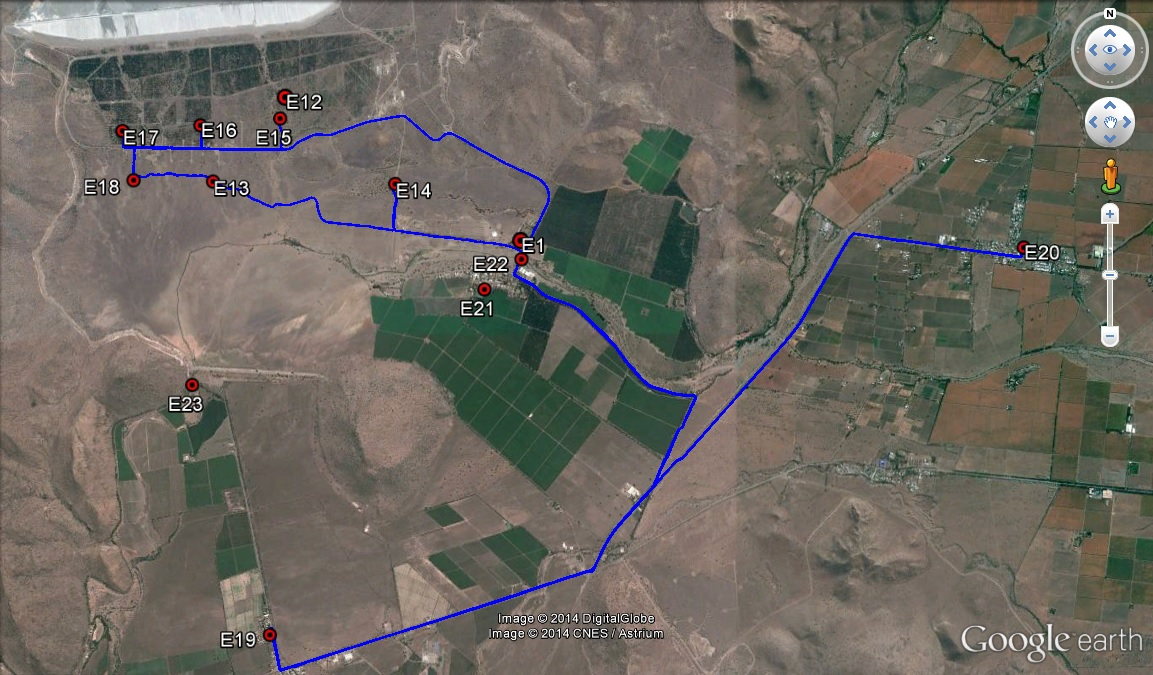 N
E12
E17
E16
E15
E18
E13
E14
E1
E22
E20
E21
E23
E19
Image © 2014 DigitalGlobe
Image © 2014 CNES / Astrium
Google earth